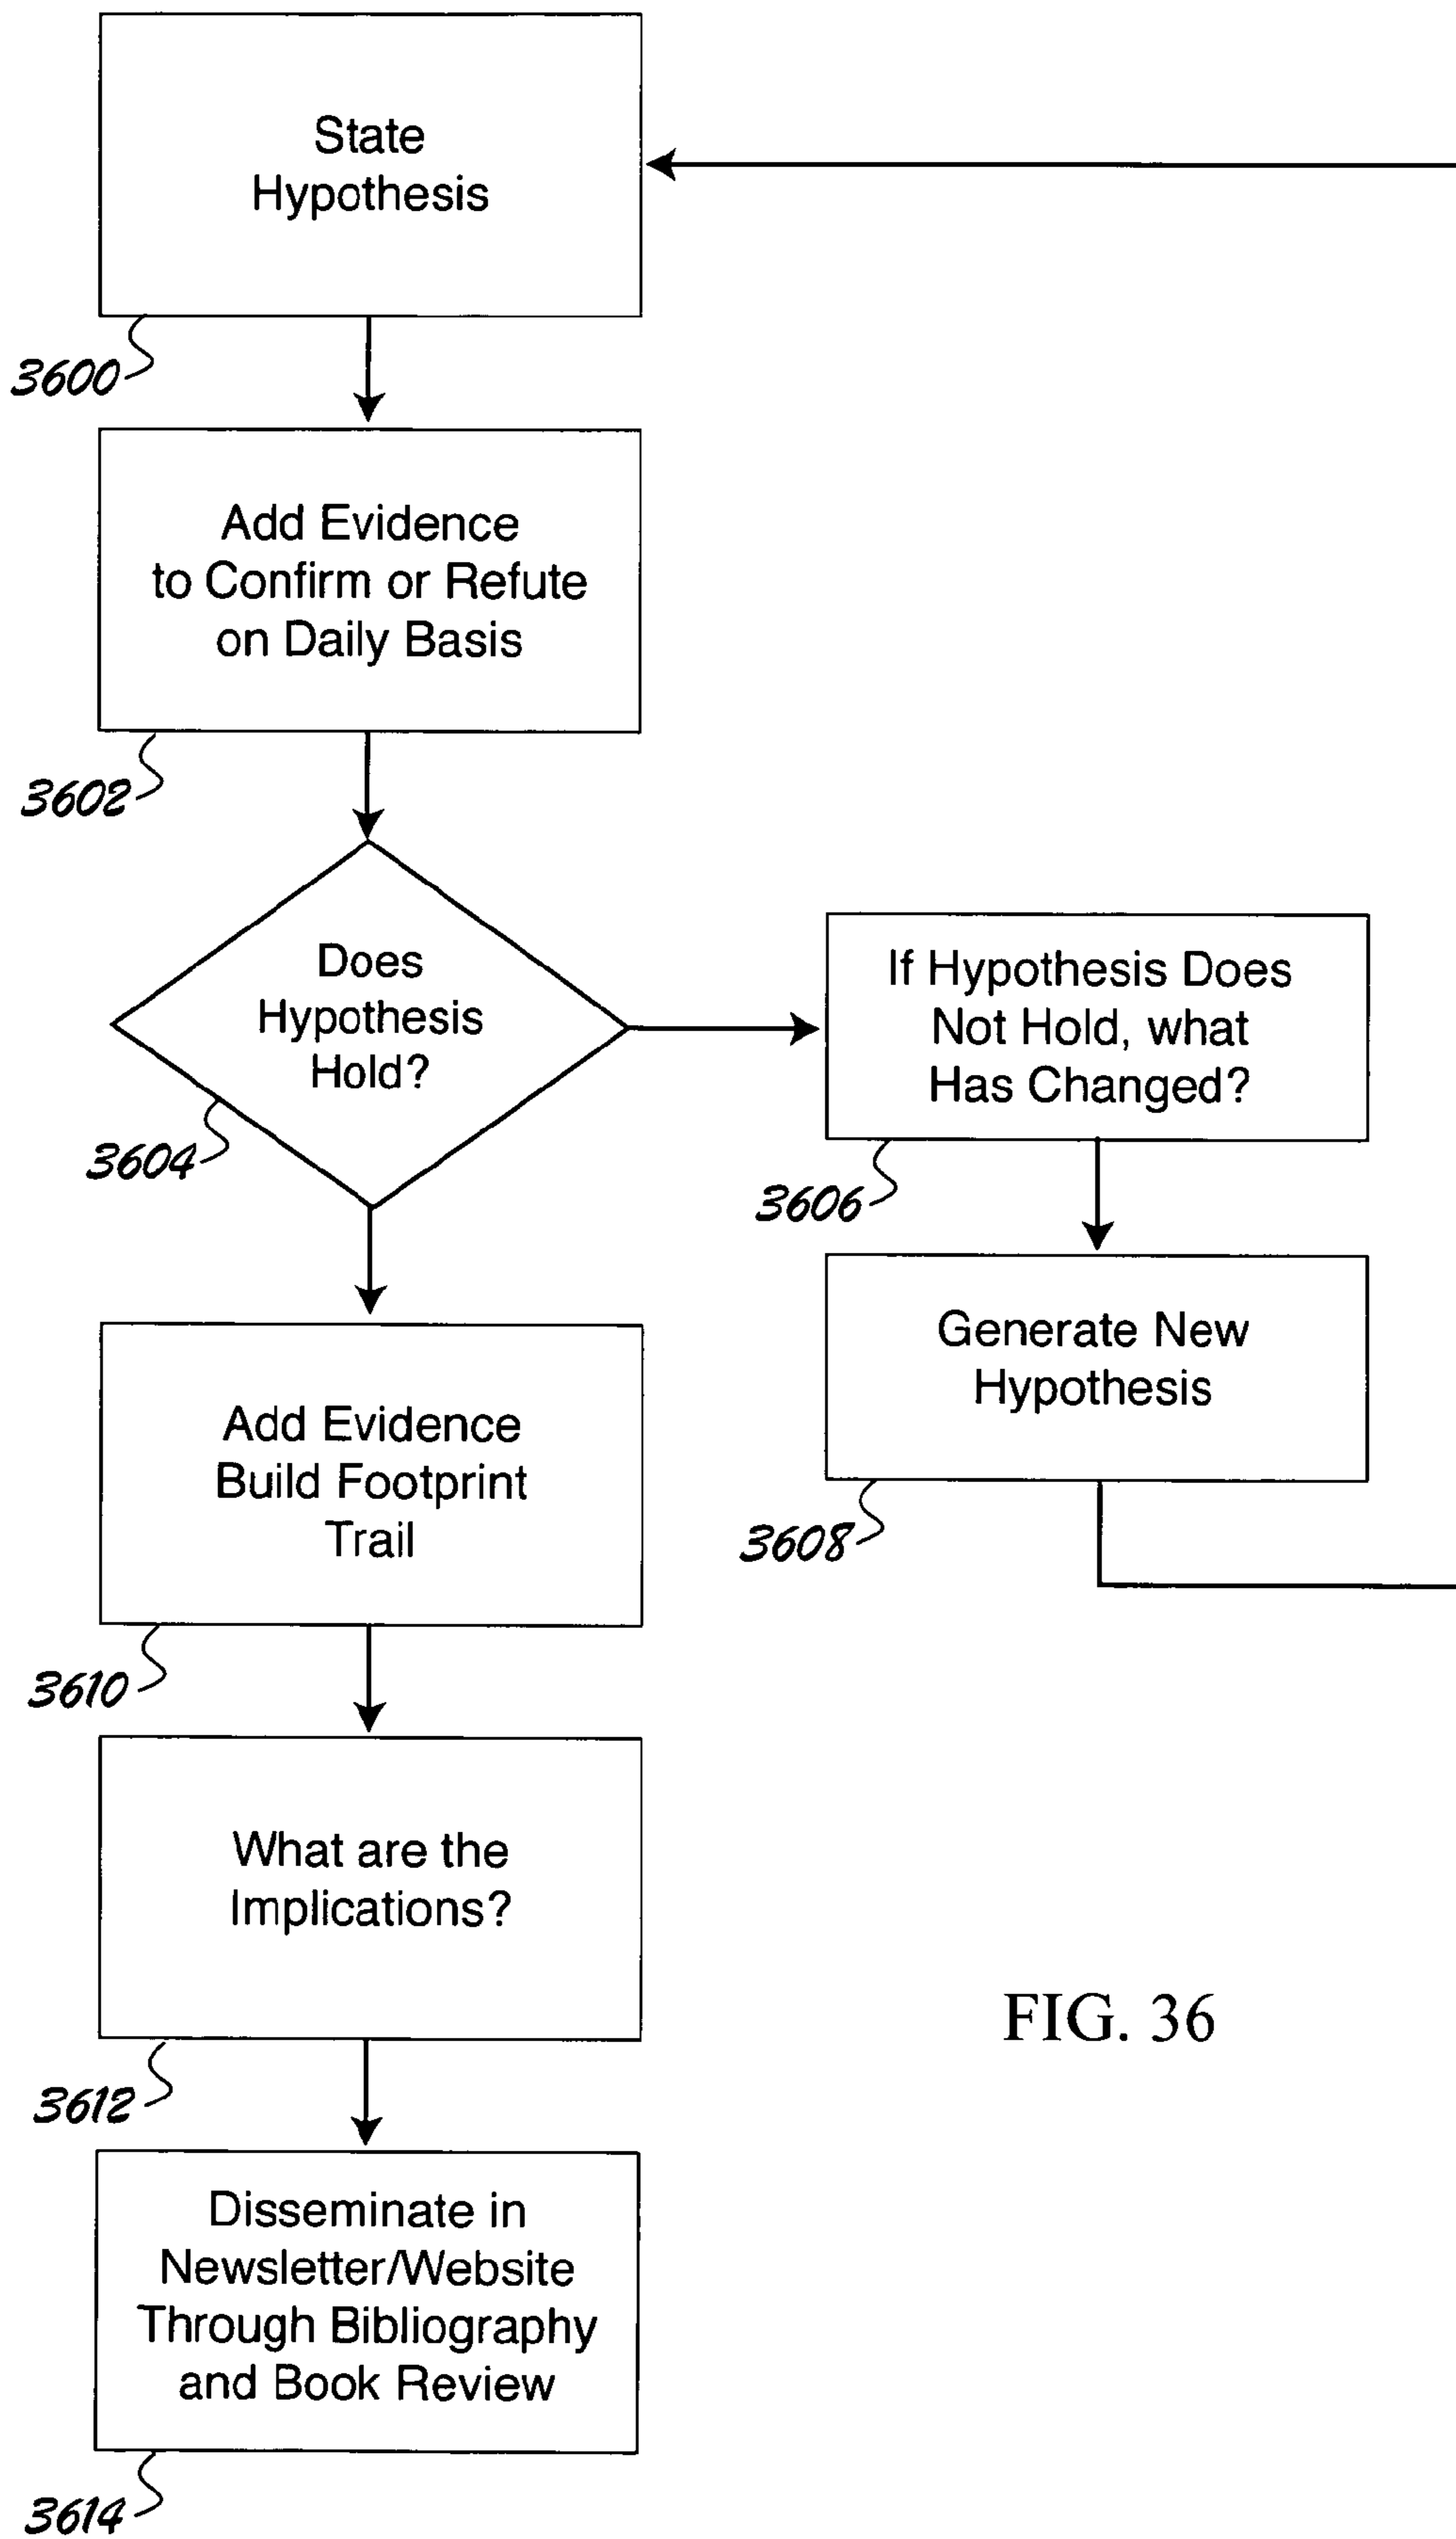 State
Hypothesis
3600
Add Evidence
to Confirm or Refute
on Daily Basis
3602
Does
Hypothesis
Hold?
3604
If Hypothesis Does
Not Hold, what
Has Changed?
3606
Generate New
Hypothesis
3608
Add Evidence
Build Footprint
Trail
3610
What are the
Implications?
3612
FIG. 36
Disseminate in
Newsletter/Website
Through Bibliography
and Book Review
3614